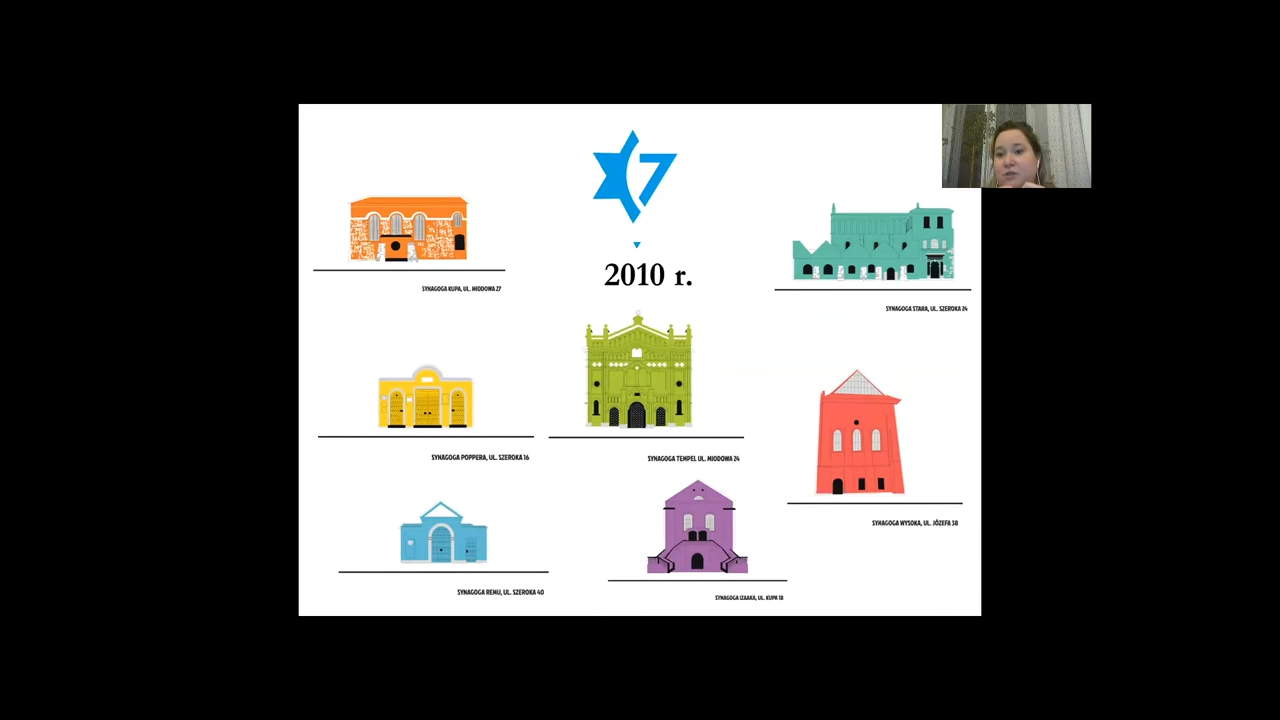 7
2010 r.
SYNAGOGA KUPA, UL. MIODOWA 27
SYNAGOGA STARA, UL. SZEROKA 24
SYNAGOGA POPPERA, UL. SZEROKA 16
SYNAGOGA TEMPEL UL. MIODOWA 24
SYNAGOGA WYSOKA, UL. JÓZEFA 38
SYNAGOGA REMU, UL. SZEROKA 40
SYNAGOGA IZAAKA, UL. KUPA 18